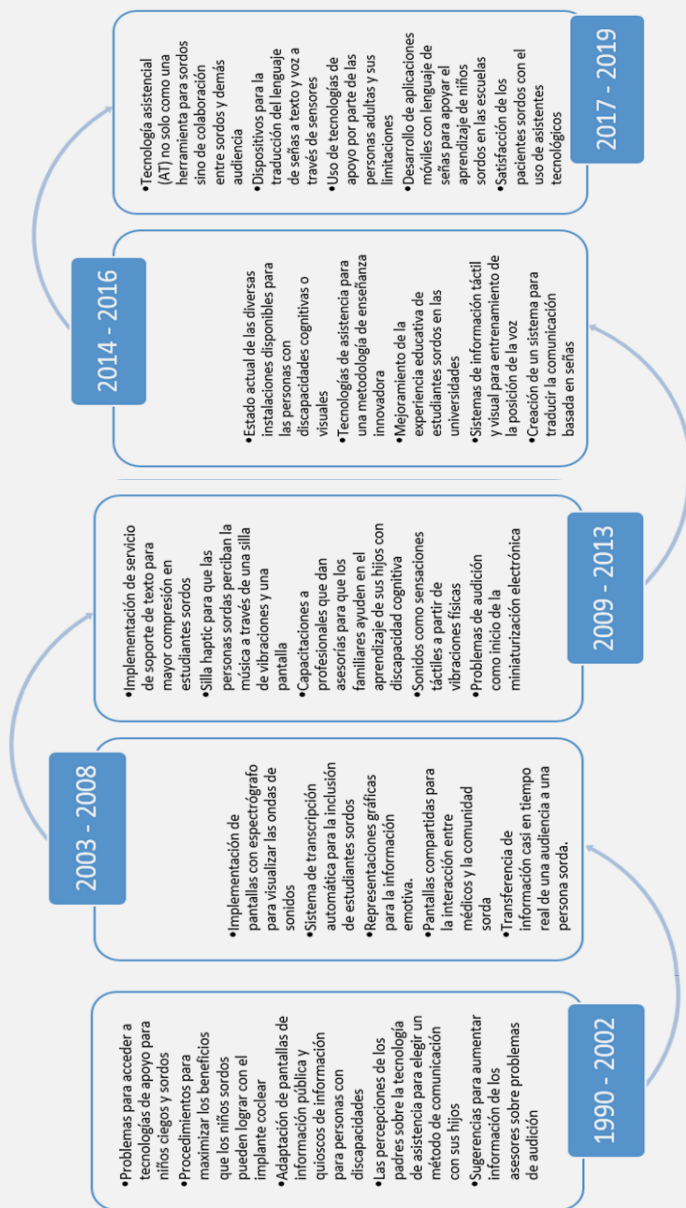 •Problemas para acceder a
tecnologías de apoyo para
niños ciegos y sordos
•Procedimientos para
maximizar los beneficios
que los niños sordos
pueden lograr con el
implante coclear
•Adaptación de pantallas de
información pública y
quioscos de información
para personas con
discapacidades
•Las percepciones de los
padres sobre la tecnología
de asistencia para elegir un
método de comunicación
con sus hijos
•Sugerencias para aumentar
información de los
asesores sobre problemas
de audición
1990 - 2002
2003 - 2008
•Implementación de
pantallas con espectrógrafo
para visualizar las ondas de
sonidos
•Sistema de transcripción
automática para la inclusión
de estudiantes sordos
•Representaciones gráficas
para la información
emotiva.
•Pantallas compartidas para
la interacción entre
médicos y la comunidad
sorda
•Transferencia de
información casi en tiempo
real de una audiencia a una
persona sorda.
•Implementación de servicio
de soporte de texto para
mayor compresión en
estudiantes sordos
•Silla haptic para que las
personas sordas perciban la
música a través de una silla
de vibraciones y una
pantalla
•Capacitaciones a
profesionales que dan
asesorías para que los
familiares ayuden en el
aprendizaje de sus hijos con
discapacidad cognitiva
•Sonidos como sensaciones
táctiles a partir de
vibraciones físicas
•Problemas de audición
como inicio de la
miniaturización electrónica
2009 - 2013
2014 - 2016
•Estado actual de las diversas
instalaciones disponibles para
las personas con
discapacidades cognitivas o
visuales
•Tecnologías de asistencia para
una metodología de enseñanza
innovadora
•Mejoramiento de la
experiencia educativa de
estudiantes sordos en las
universidades
•Sistemas de información táctil
y visual para entrenamiento de
la posición de la voz
•Creación de un sistema para
traducir la comunicación
basada en señas
•Tecnología asistencial
(AT) no solo como una
herramienta para sordos
sino de colaboración
entre sordos y demás
audiencia
•Dispositivos para la
traducción del lenguaje
de señas a texto y voz a
través de sensores
•Uso de tecnologías de
apoyo por parte de las
personas adultas y sus
limitaciones
•Desarrollo de aplicaciones
móviles con lenguaje de
señas para apoyar el
aprendizaje de niños
sordos en las escuelas
•Satisfacción de los
pacientes sordos con el
uso de asistentes
tecnológicos
2017 - 2019